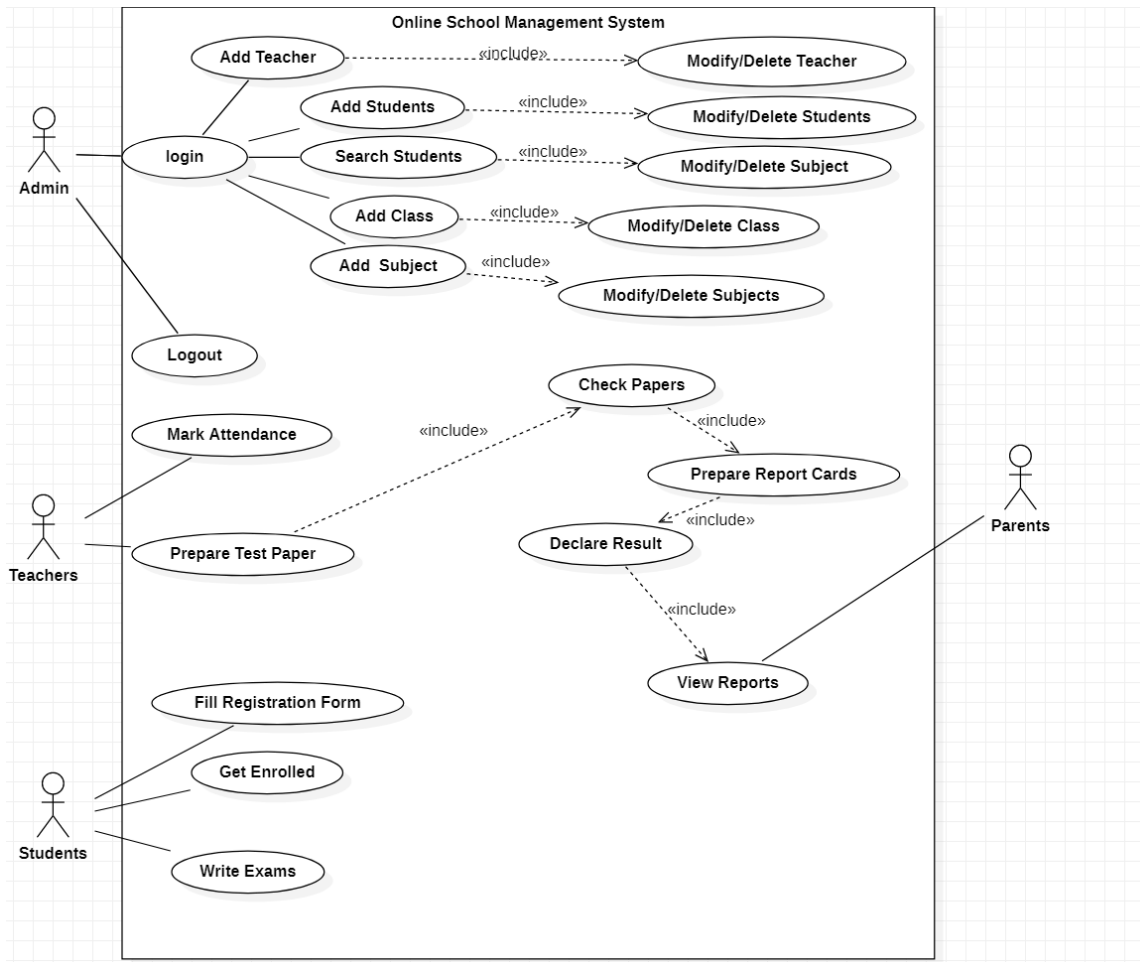 Online School Management System
Add Teacher
«include»
Modify/Delete Teacher
Add Students
«include»
Modify/Delete Students
login
Search Students
«include»
Modify/Delete Subject
Admin
Add Class
«include»
Modify/Delete Class
Add  Subject
«include»
Modify/Delete Subjects
Logout
Check Papers
Mark Attendance
«include»
«include»
Prepare Report Cards
Parents
«include»
Teachers
Prepare Test Paper
Declare Result
«include»
View Reports
Fill Registration Form
Get Enrolled
Students
Write Exams